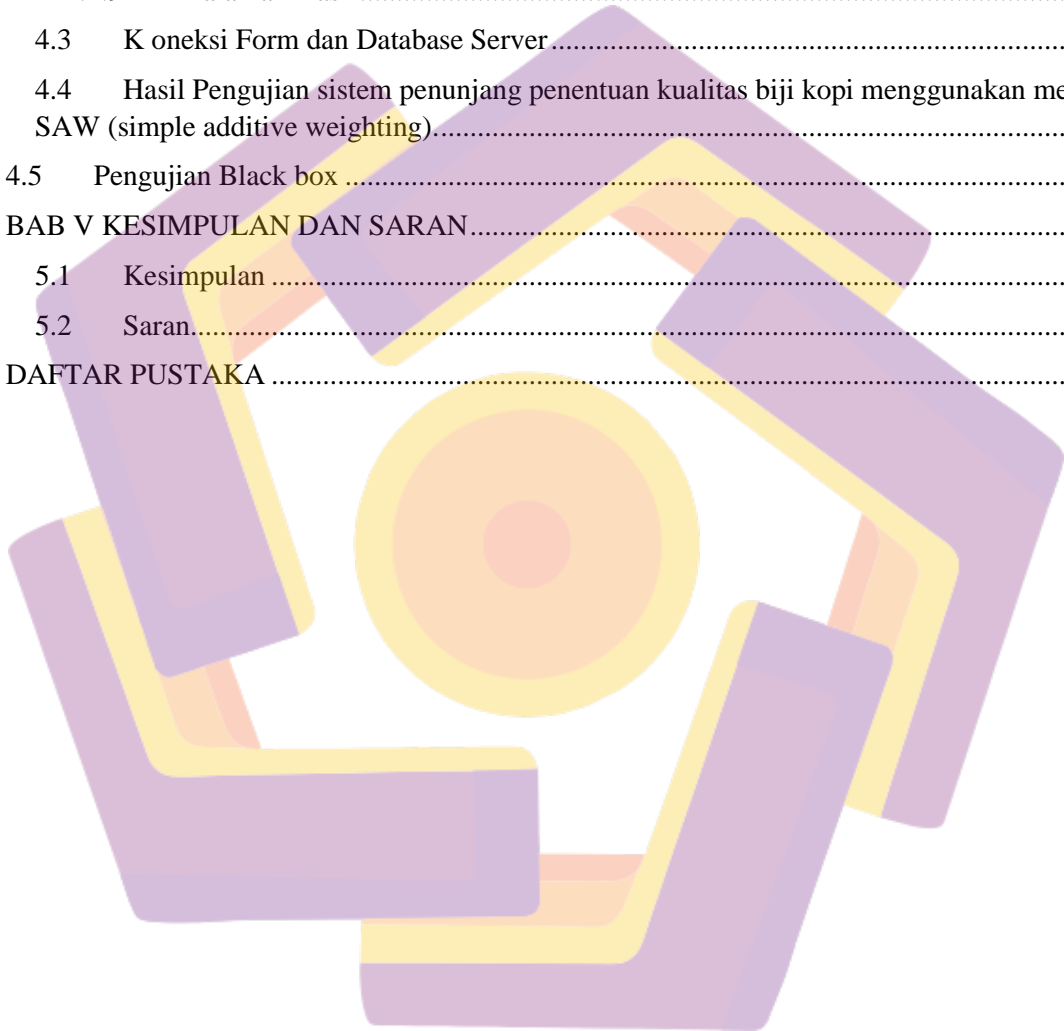 4.3 K oneksi Form dan Database Server................................................
4.4 Hasil Pengujian sistem penunjang penentuan kualitas biji kopi menggunakan me
SAW (simple additive weighting)................................................
4.5 Pengujian Black box ................................................
BAB V KESIMPULAN DAN SARAN................................................
5.1 Kesimpulan ................................................
5.2 Saran................................................
DAFTAR PUSTAKA ................................................